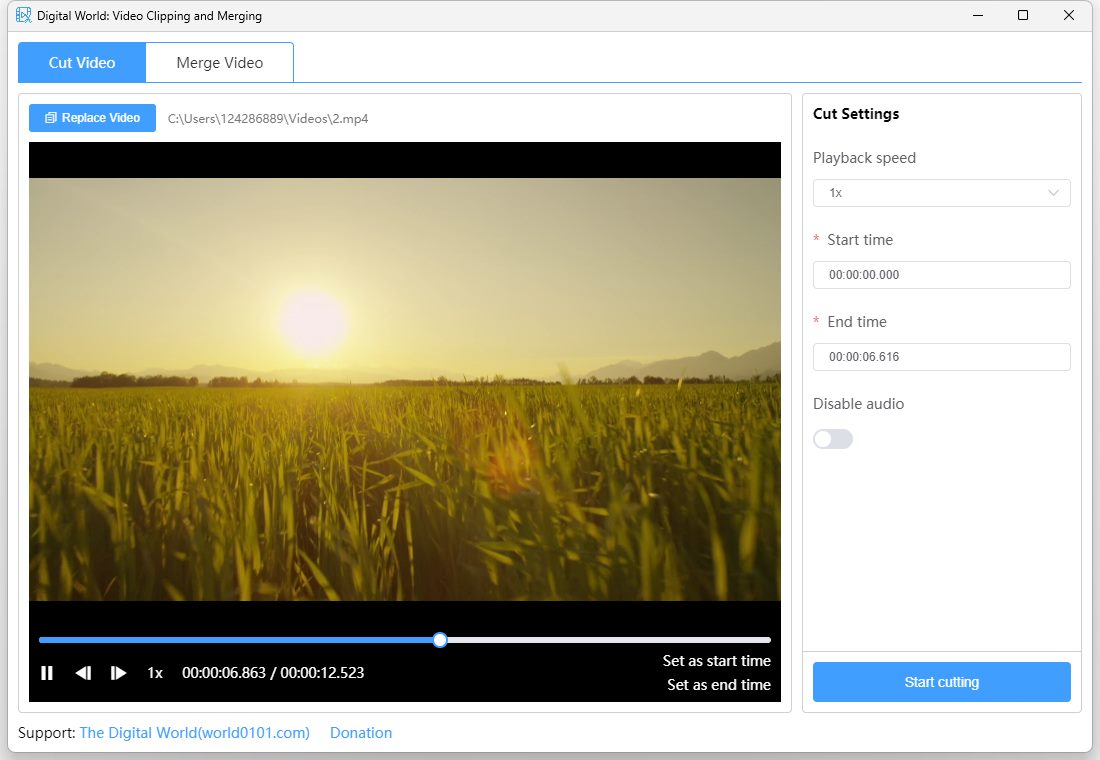 Digital World: Video Clipping and Merging
Cut Video
Merge Video
Replace Video
C:\Users\124286889\Videos\2.mp4
Cut Settings
Playback speed
1x
* Start time
00:00:00.000
* End time
00:00:06.616
Disable audio
1x
00:00:06.863 / 00:00:12.523
Set as start time
Set as end time
Start cutting
Support: The Digital World(world0101.com)
Donation